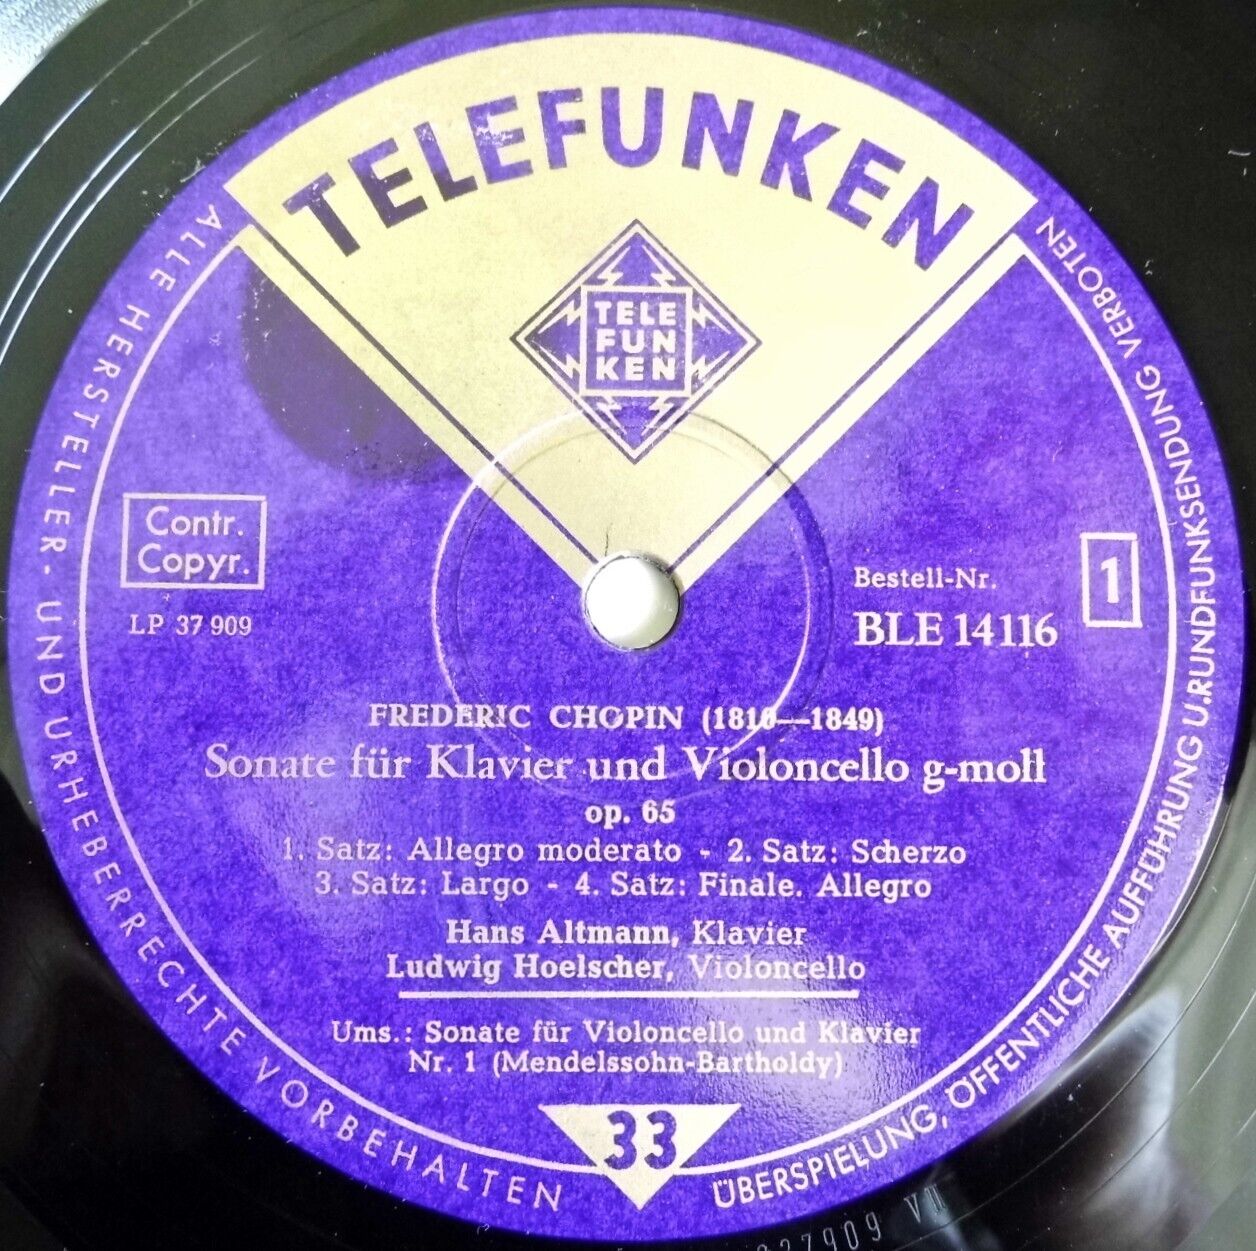 TELEFUNKEN
TELE
FUN
KEN
Contr.
Copyr.
LP 37 909
Bestell-Nr.
BLE 14116
1
FREDERIC CHOPIN (1810—1849)
Sonate für Klavier und Violoncello g-moll
op. 65
1. Satz: Allegro moderato - 2. Satz: Scherzo
3. Satz: Largo - 4. Satz: Finale. Allegro
Hans Altmann, Klavier
Ludwig Hoelscher, Violoncello
Ums.: Sonate für Violoncello und Klavier
Nr. 1 (Mendelssohn-Bartholdy)
33
ALLE HERSTELLER- UND URHEBERRECHTE VORBEHALTEN
ÜBERSPIELUNG, ÖFFENTLICHE AUFFÜHRUNG U. RUNDFUNKSENDUNG VERBOTEN